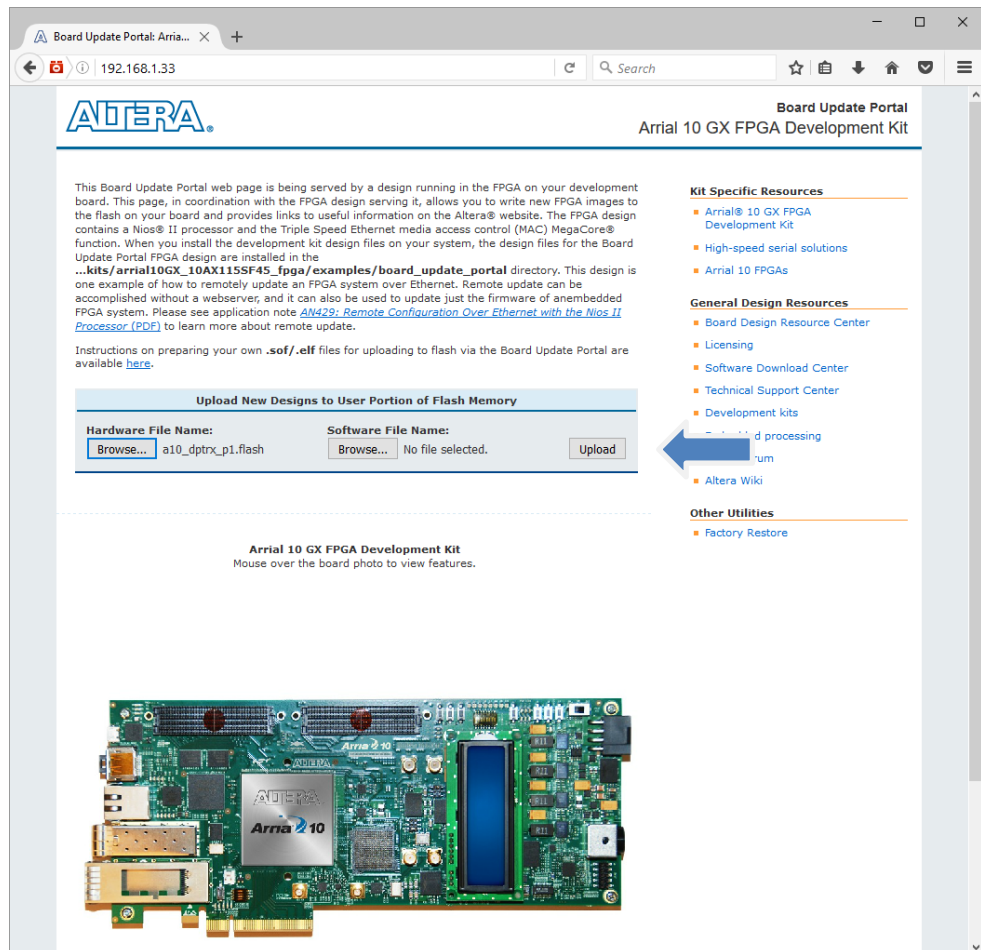 Board Update Portal: Arria...
192.168.1.33
Search
ALTERA®
Board Update Portal
Arrial 10 GX FPGA Development Kit
This Board Update Portal web page is being served by a design running in the FPGA on your development
board. This page, in coordination with the FPGA design serving it, allows you to write new FPGA images to
the flash on your board and provides links to useful information on the Altera® website. The FPGA design
contains a Nios® II processor and the Triple Speed Ethernet media access control (MAC) MegaCore®
function. When you install the development kit design files on your system, the design files for the Board
Update Portal FPGA design are installed in the
...kits/arrial10GX_10AX115SF45_fpga/examples/board_update_portal directory. This design is
one example of how to remotely update an FPGA system over Ethernet. Remote update can be
accomplished without a webserver, and it can also be used to update just the firmware of anembedded
FPGA system. Please see application note AN429: Remote Configuration Over Ethernet with the Nios II
Processor (PDF) to learn more about remote update.
Instructions on preparing your own .sof/.elf files for uploading to flash via the Board Update Portal are
available here.
Upload New Designs to User Portion of Flash Memory
Hardware File Name:
Browse... a10_dptrx_p1.flash
Software File Name:
Browse... No file selected.
Upload
Kit Specific Resources
Arrial® 10 GX FPGA
Development Kit
High-speed serial solutions
Arrial 10 FPGAs
General Design Resources
Board Design Resource Center
Licensing
Software Download Center
Technical Support Center
Development kits
processing
Altera Wiki
Other Utilities
Factory Restore
Arrial 10 GX FPGA Development Kit
Mouse over the board photo to view features.
Arria 10
ALTERA
ALTERA
Arria 10